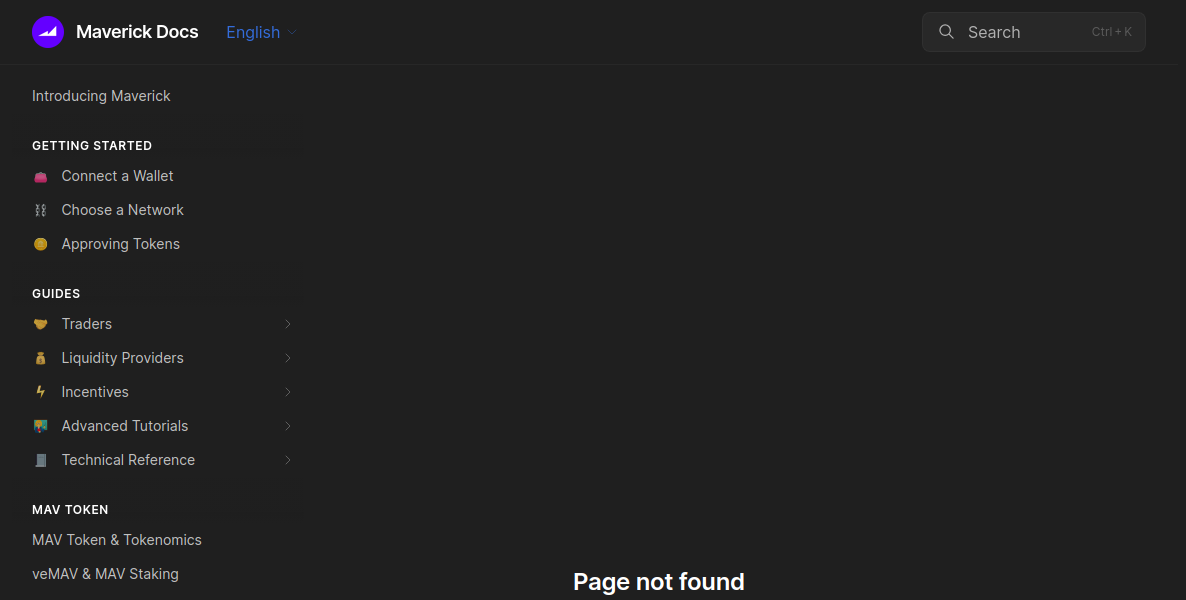 Maverick Docs
English
Search
Ctrl + K
Introducing Maverick
GETTING STARTED
Connect a Wallet
Choose a Network
Approving Tokens
GUIDES
Traders
Liquidity Providers
Incentives
Advanced Tutorials
Technical Reference
MAV TOKEN
MAV Token & Tokenomics
veMAV & MAV Staking
Page not found